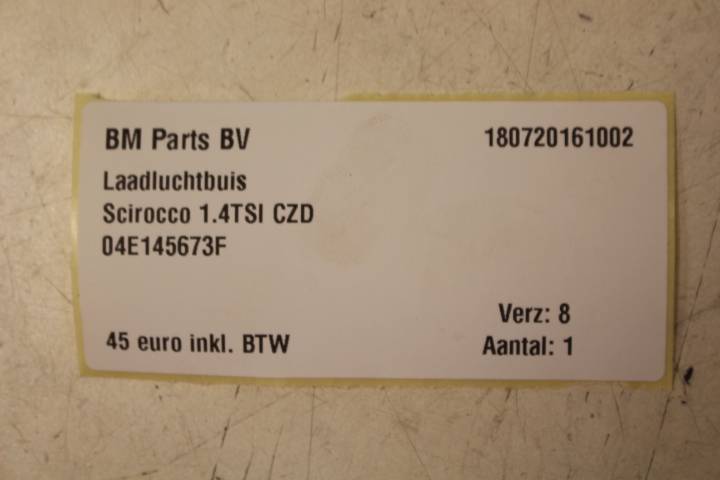 BM Parts BV 180720161002
Laadluchtbuis
Scirocco 1.4TSI CZD
04E145673F
Verz: 8
45 euro inkl. BTW Aantal: 1